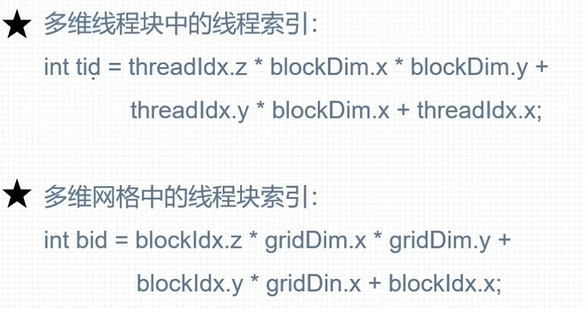 多维线程块中的线程索引：
int tid = threadIdx.z * blockDim.x * blockDim.y +
threadIdx.y * blockDim.x + threadIdx.x;
多维网格中的线程块索引：
int bid = blockIdx.z * gridDim.x * gridDim.y +
blockIdx.y * gridDin.x + blockIdx.x;